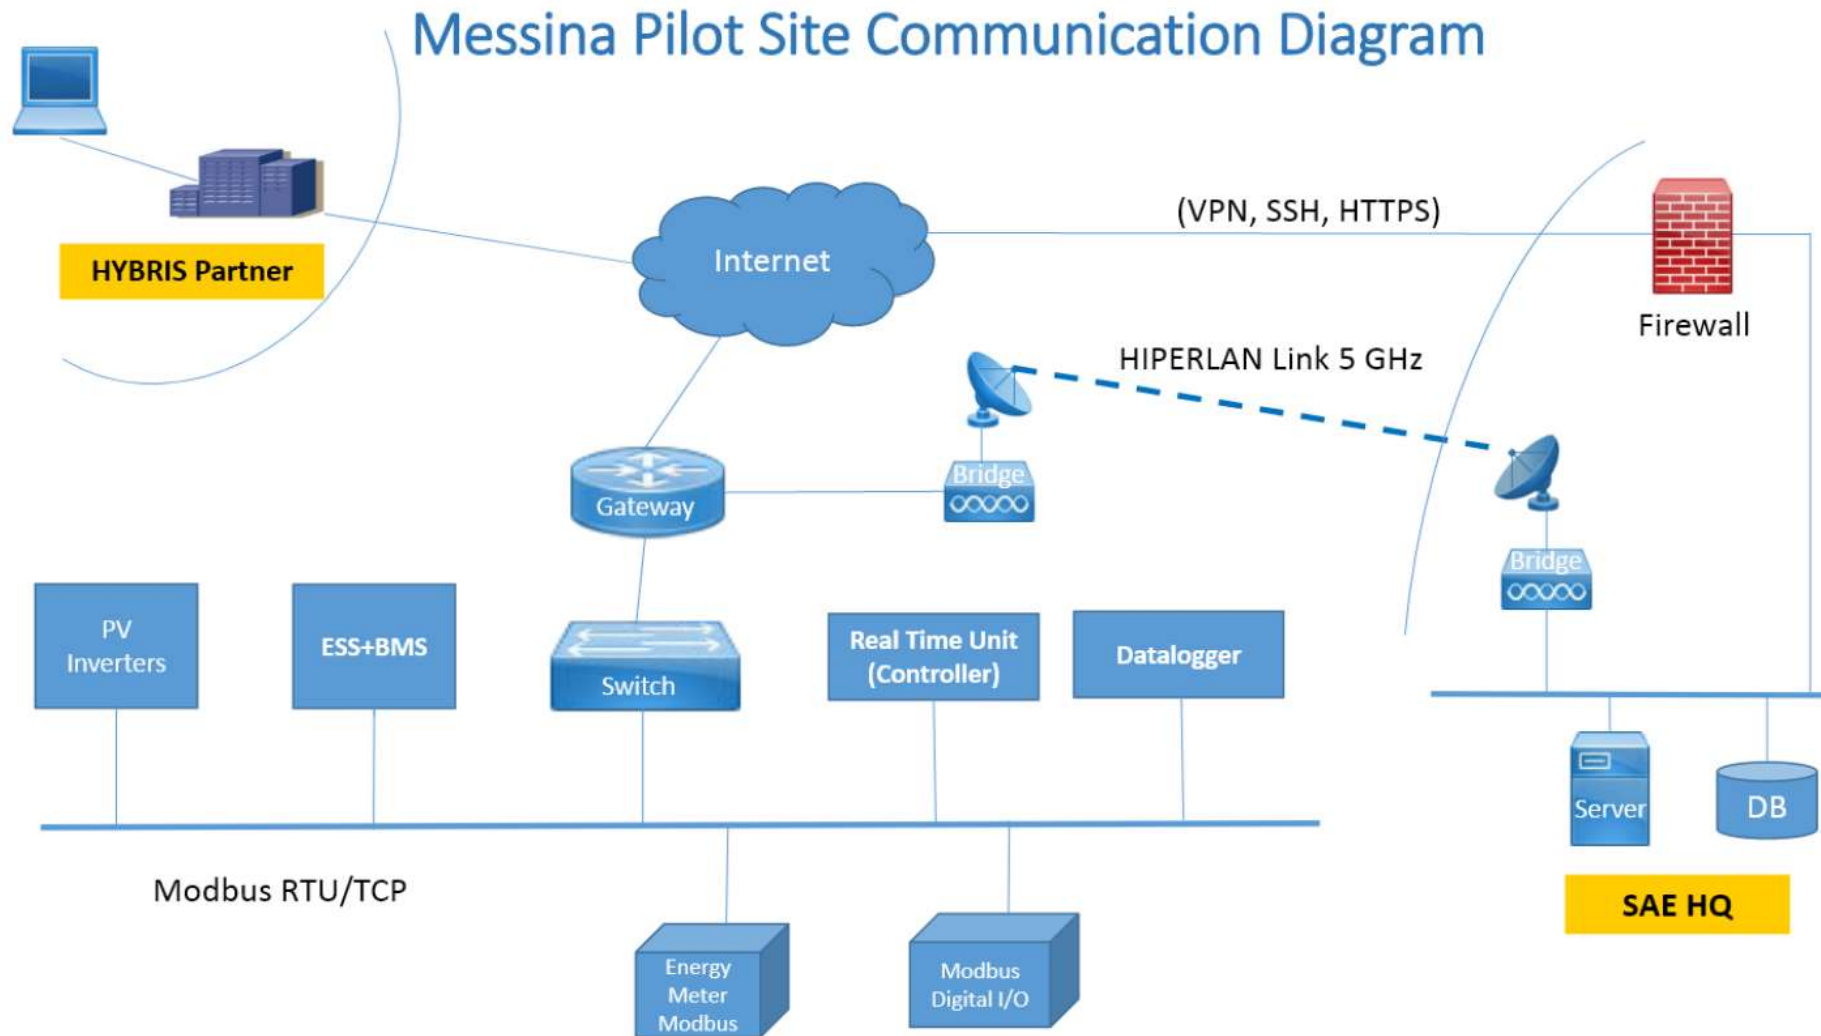 Messina Pilot Site Communication Diagram
HYBRIS Partner
Internet
(VPN, SSH, HTTPS)
Firewall
HIPERLAN Link 5 GHz
Bridge
Gateway
Bridge
PV
Inverters
ESS+BMS
Switch
Real Time Unit
(Controller)
Datalogger
Server
DB
Modbus RTU/TCP
SAE HQ
Energy
Meter
Modbus
Modbus
Digital I/O